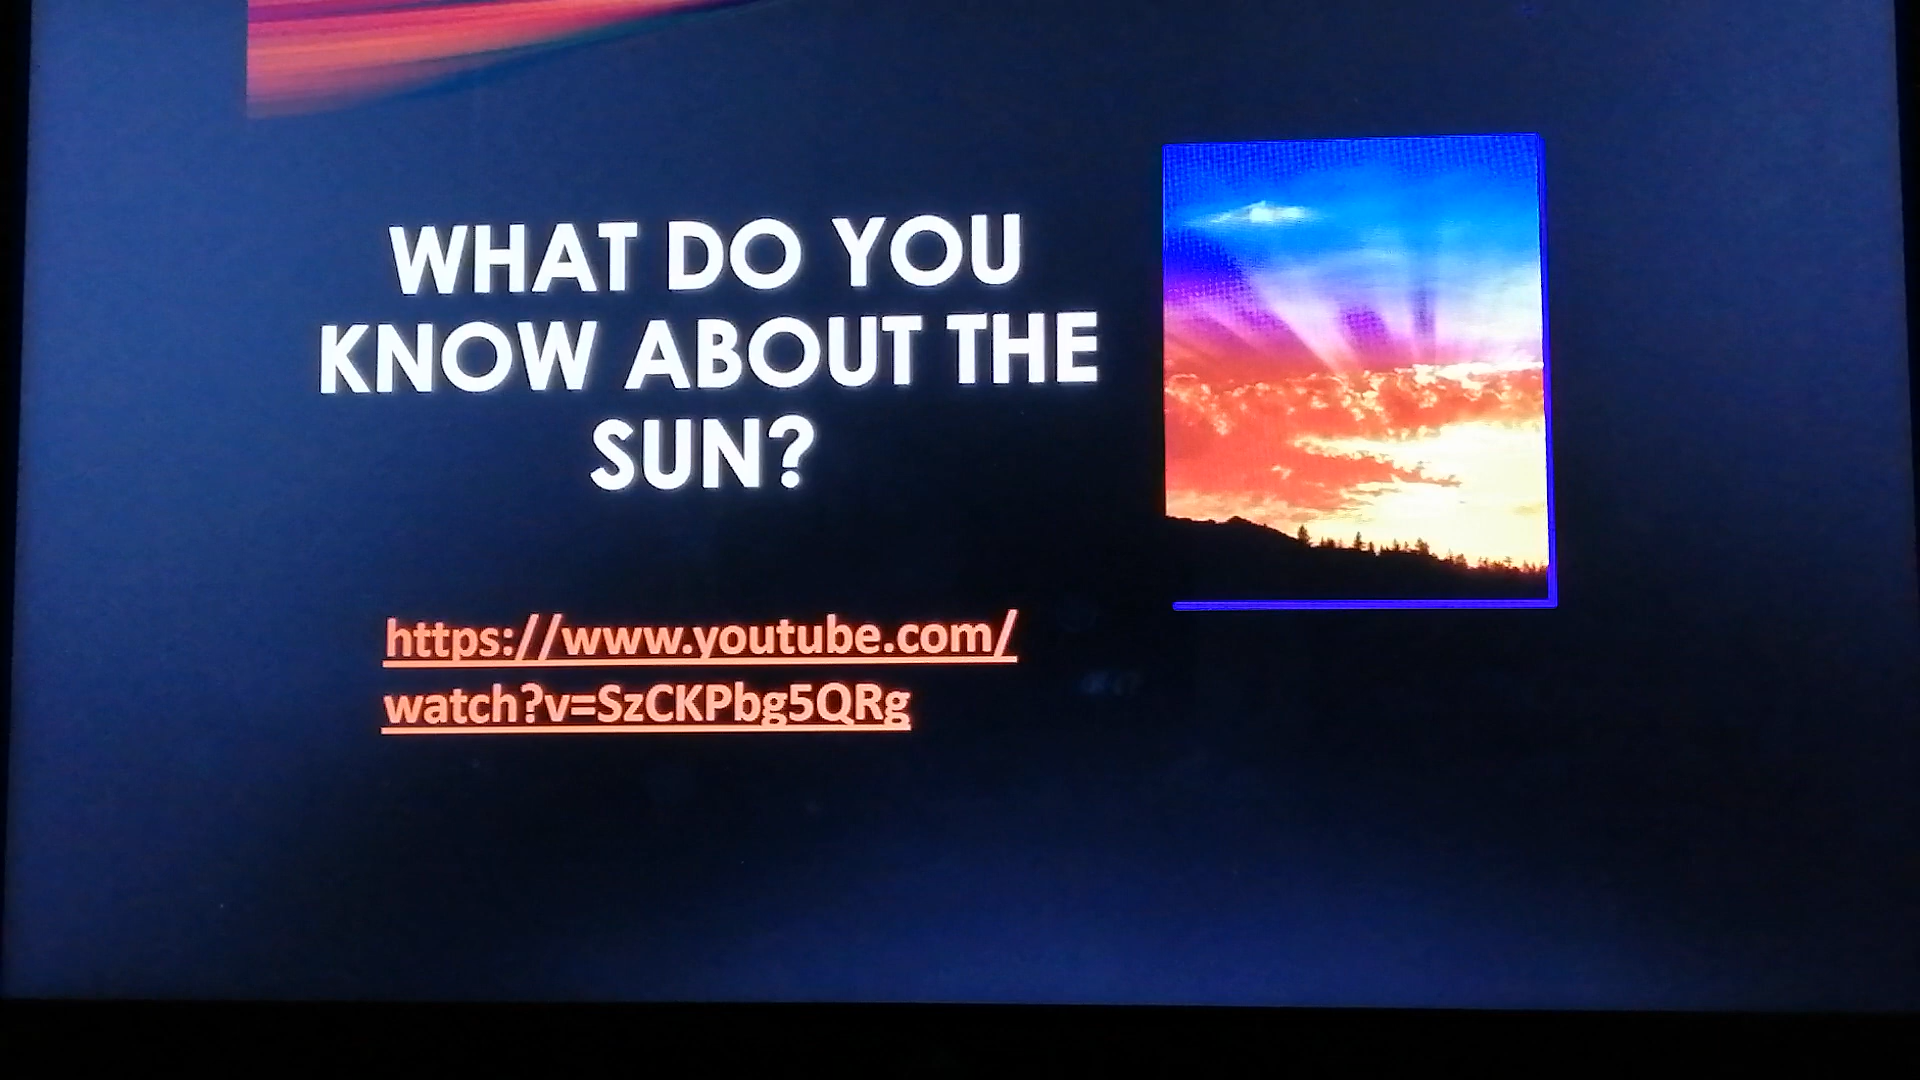 WHAT DO YOU
KNOW ABOUT THE
SUN?
https://www.youtube.com/
watch?v=SzCKPbg5QRg